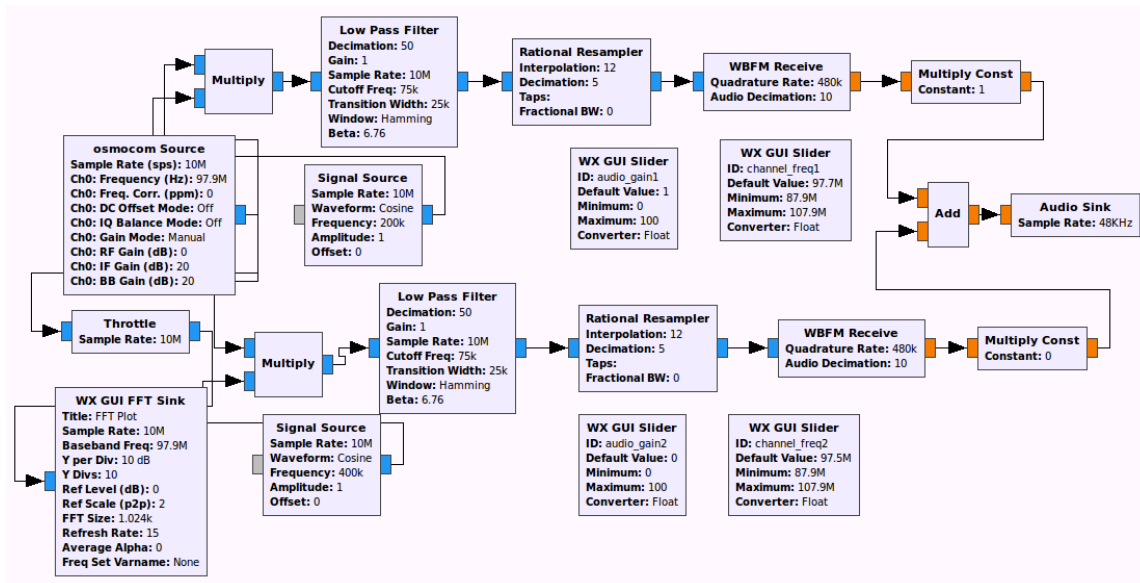 Multiply
Low Pass Filter
Decimation: 50
Gain: 1
Sample Rate: 10M
Cutoff Freq: 75k
Transition Width: 25k
Window: Hamming
Beta: 6.76
Rational Resampler
Interpolation: 12
Decimation: 5
Taps:
Fractional BW: 0
WBFM Receive
Quadrature Rate: 480k
Audio Decimation: 10
Multiply Const
Constant: 1
osmocom Source
Sample Rate (sps): 10M
Ch0: Frequency (Hz): 97.9M
Ch0: Freq. Corr. (ppm): 0
Ch0: DC Offset Mode: Off
Ch0: IQ Balance Mode: Off
Ch0: Gain Mode: Manual
Ch0: RF Gain (dB): 0
Ch0: IF Gain (dB): 20
Ch0: BB Gain (dB): 20
Signal Source
Sample Rate: 10M
Waveform: Cosine
Frequency: 200k
Amplitude: 1
Offset: 0
WX GUI Slider
ID: audio_gain1
Default Value: 1
Minimum: 0
Maximum: 100
Converter: Float
WX GUI Slider
ID: channel_freq1
Default Value: 97.7M
Minimum: 87.9M
Maximum: 107.9M
Converter: Float
Add
Audio Sink
Sample Rate: 48KHz
Throttle
Sample Rate: 10M
Multiply
Low Pass Filter
Decimation: 50
Gain: 1
Sample Rate: 10M
Cutoff Freq: 75k
Transition Width: 25k
Window: Hamming
Beta: 6.76
Rational Resampler
Interpolation: 12
Decimation: 5
Taps:
Fractional BW: 0
WBFM Receive
Quadrature Rate: 480k
Audio Decimation: 10
Multiply Const
Constant: 0
WX GUI FFT Sink
Title: FFT Plot
Sample Rate: 10M
Baseband Freq: 97.9M
Y per Div: 10 dB
Y Divs: 10
Ref Level (dB): 0
Ref Scale (p2p): 2
FFT Size: 1.024k
Refresh Rate: 15
Average Alpha: 0
Freq Set Varname: None
Signal Source
Sample Rate: 10M
Waveform: Cosine
Frequency: 400k
Amplitude: 1
Offset: 0
WX GUI Slider
ID: audio_gain2
Default Value: 0
Minimum: 0
Maximum: 100
Converter: Float
WX GUI Slider
ID: channel_freq2
Default Value: 97.5M
Minimum: 87.9M
Maximum: 107.9M
Converter: Float